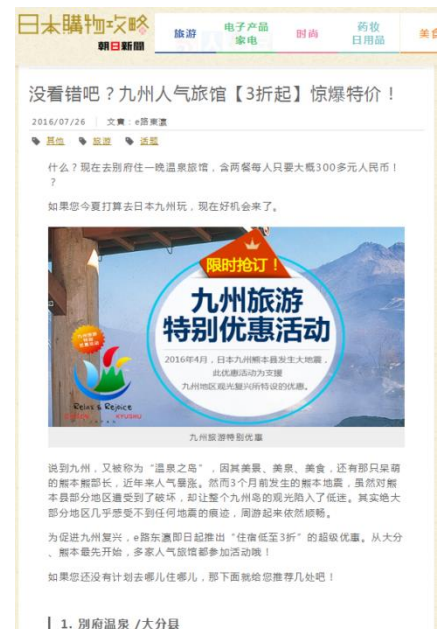 日本購物攻略
朝日新聞
旅游
电子产品
家电
时尚
药妆
日用品
美食
没看错吧？九州人气旅馆【3折起】惊爆特价！
2016/07/26 文責：e路東瀛
其他 旅游 话题
什么？现在去别府住一晚温泉旅馆，含两餐每人只要大概300多元人民币！
？
如果您今夏打算去日本九州玩，现在好机会来了。
限时抢订！
九州旅游
特别优惠活动
2016年4月，日本九州熊本县发生大地震，
此优惠活动为支援
九州地区观光复兴所特设的优惠。
Relax & Rejoice
KYUSHU
九州旅游特别优惠
说到九州，又被称为“温泉之岛”，因其美景、美泉、美食，还有那只呆萌
的熊本熊部长，近年来人气暴涨。然而3个月前发生的熊本地震，虽然对熊
本县部分地区遭受到了破坏，却让整个九州岛的观光陷入了低迷。其实绝大
部分地区几乎感受不到任何地震的痕迹，周游起来依然顺畅。
为促进九州复兴，e路东瀛即日起推出“住宿低至3折”的超级优惠。从大分
、熊本最先开始，多家人气旅馆都参加活动哦！
如果您还没有计划去哪儿住哪儿，那下面就给您推荐几处吧！
1. 別府温泉 /大分县